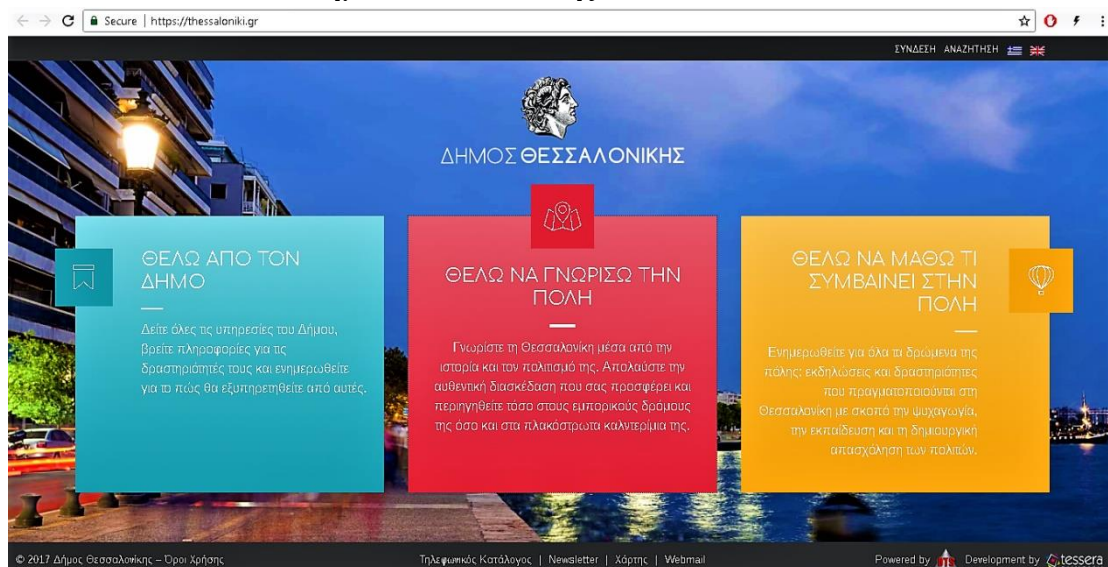 Secure | https://thessaloniki.gr
ΣΥΝΔΕΣΗ ΑΝΑΖΗΤΗΣΗ
ΔΗΜΟΣ ΘΕΣΣΑΛΟΝΙΚΗΣ
ΘΕΛΩ ΑΠΟ ΤΟΝ
ΔΗΜΟ
Δείτε όλες τις υπηρεσίες του Δήμου,
βρείτε πληροφορίες για τις
δραστηριότητές τους και ενημερωθείτε
για το πώς θα εξυπηρετηθείτε από αυτές.
ΘΕΛΩ ΝΑ ΓΝΩΡΙΣΩ ΤΗΝ
ΠΟΛΗ
Γνωρίστε τη Θεσσαλονίκη μέσα από την
ιστορία και τον πολιτισμό της. Απολαύστε την
αυθεντική διασκέδαση που σας προσφέρει και
περιηγηθείτε τόσο στους εμπορικούς δρόμους
της όσο και στα πλακόστρωτα καλντερίμια της.
ΘΕΛΩ ΝΑ ΜΑΘΩ ΤΙ
ΣΥΜΒΑΙΝΕΙ ΣΤΗΝ
ΠΟΛΗ
Ενημερωθείτε για όλα τα δρώμενα της
πόλης: εκδηλώσεις και δραστηριότητες
που πραγματοποιούνται στη
Θεσσαλονίκη με σκοπό την ψυχαγωγία,
την εκπαίδευση και τη δημιουργική
απασχόληση των πολιτών.
© 2017 Δήμος Θεσσαλονίκης – Όροι Χρήσης
Τηλεφωνικός Κατάλογος | Newsletter | Χάρτης | Webmail
Powered by OTS Development by tessera